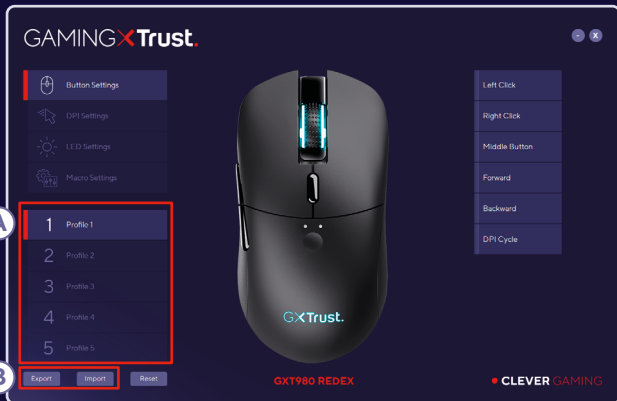 GAMING Trust.
- x
Button Settings
DPI Settings
LED Settings
Macro Settings
A
1 Profile 1
2 Profile 2
3 Profile 3
4 Profile 4
5 Profile 5
B
Export Import Reset
Left Click
Right Click
Middle Button
Forward
Backward
DPI Cycle
GXTrust.
GXT980 REDEX
CLEVER GAMING